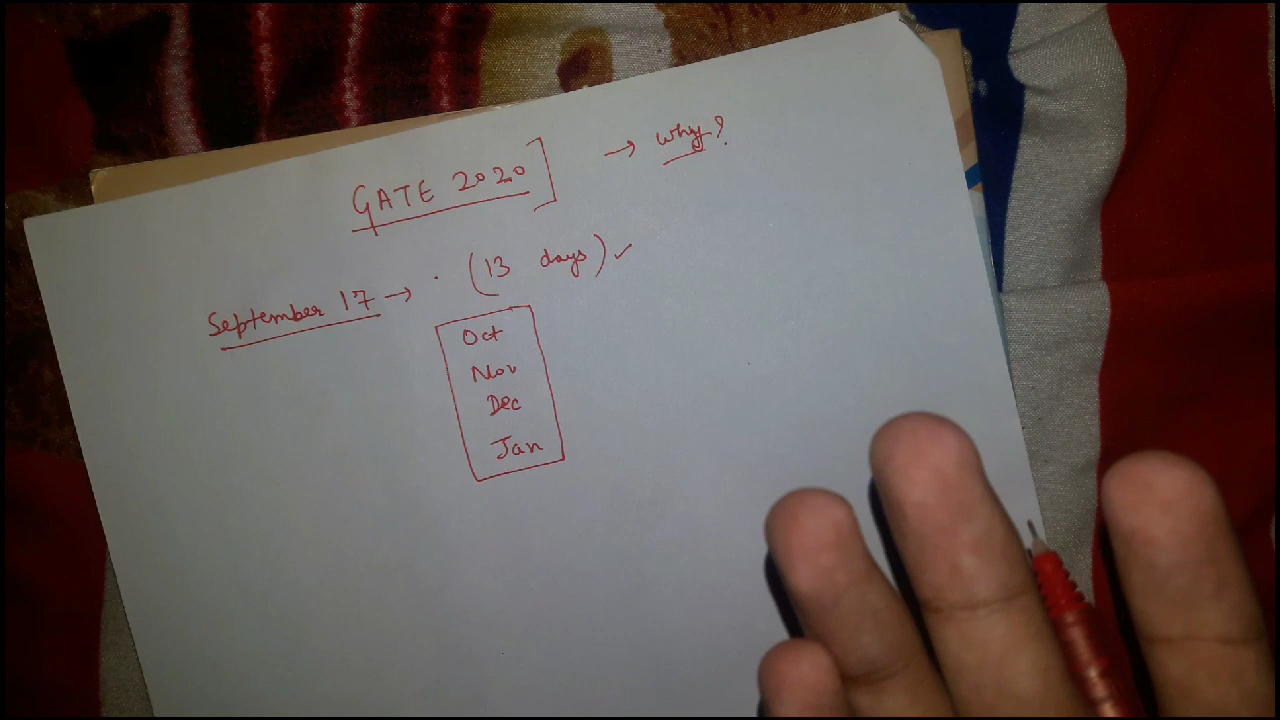 GATE 2020] → why?
September 17 → . (13 days) ✓
Oct
Nov
Dec
Jan